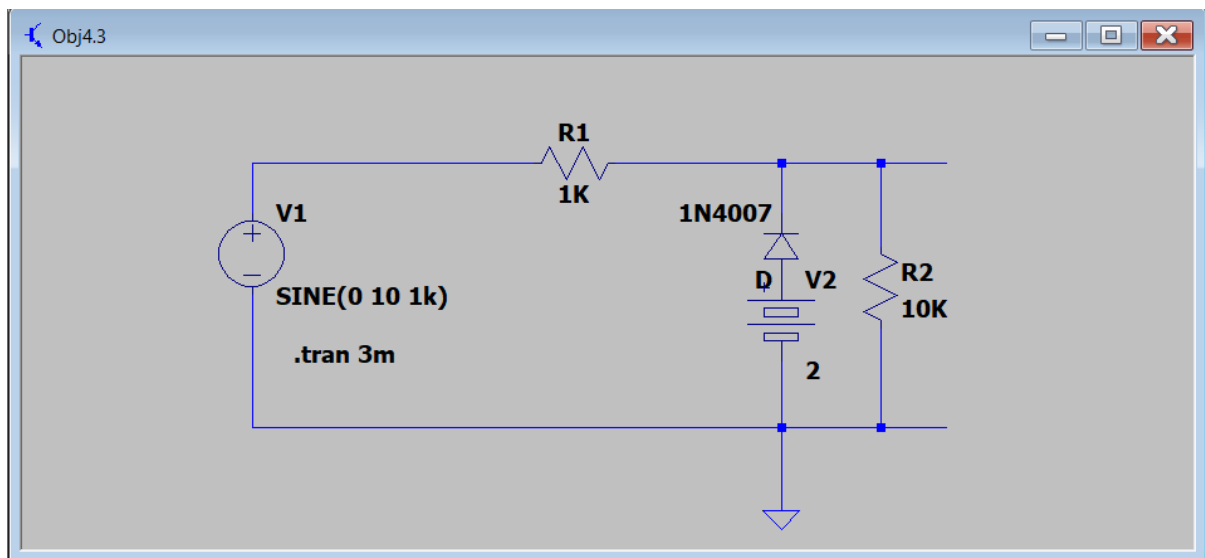 Obj4.3
R1
1K
V1
1N4007
D V2
R2
SINE(0 10 1k)
10K
.tran 3m
2